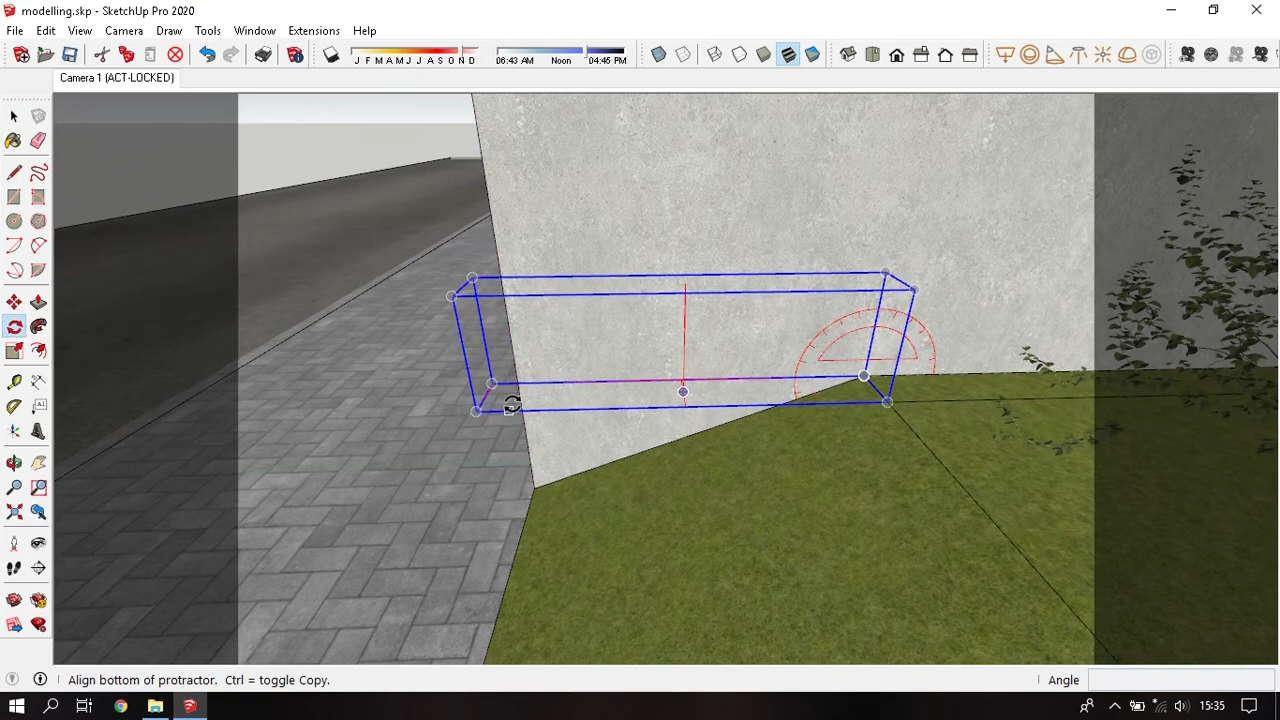 modelling.skp - SketchUp Pro 2020
File Edit View Camera Draw Tools Window Extensions Help
J F M A M J J A S O N D
06:43 AM Noon 04:45 PM
Camera 1 (ACT-LOCKED)
Align bottom of protractor. Ctrl = toggle Copy.
Angle
15:35